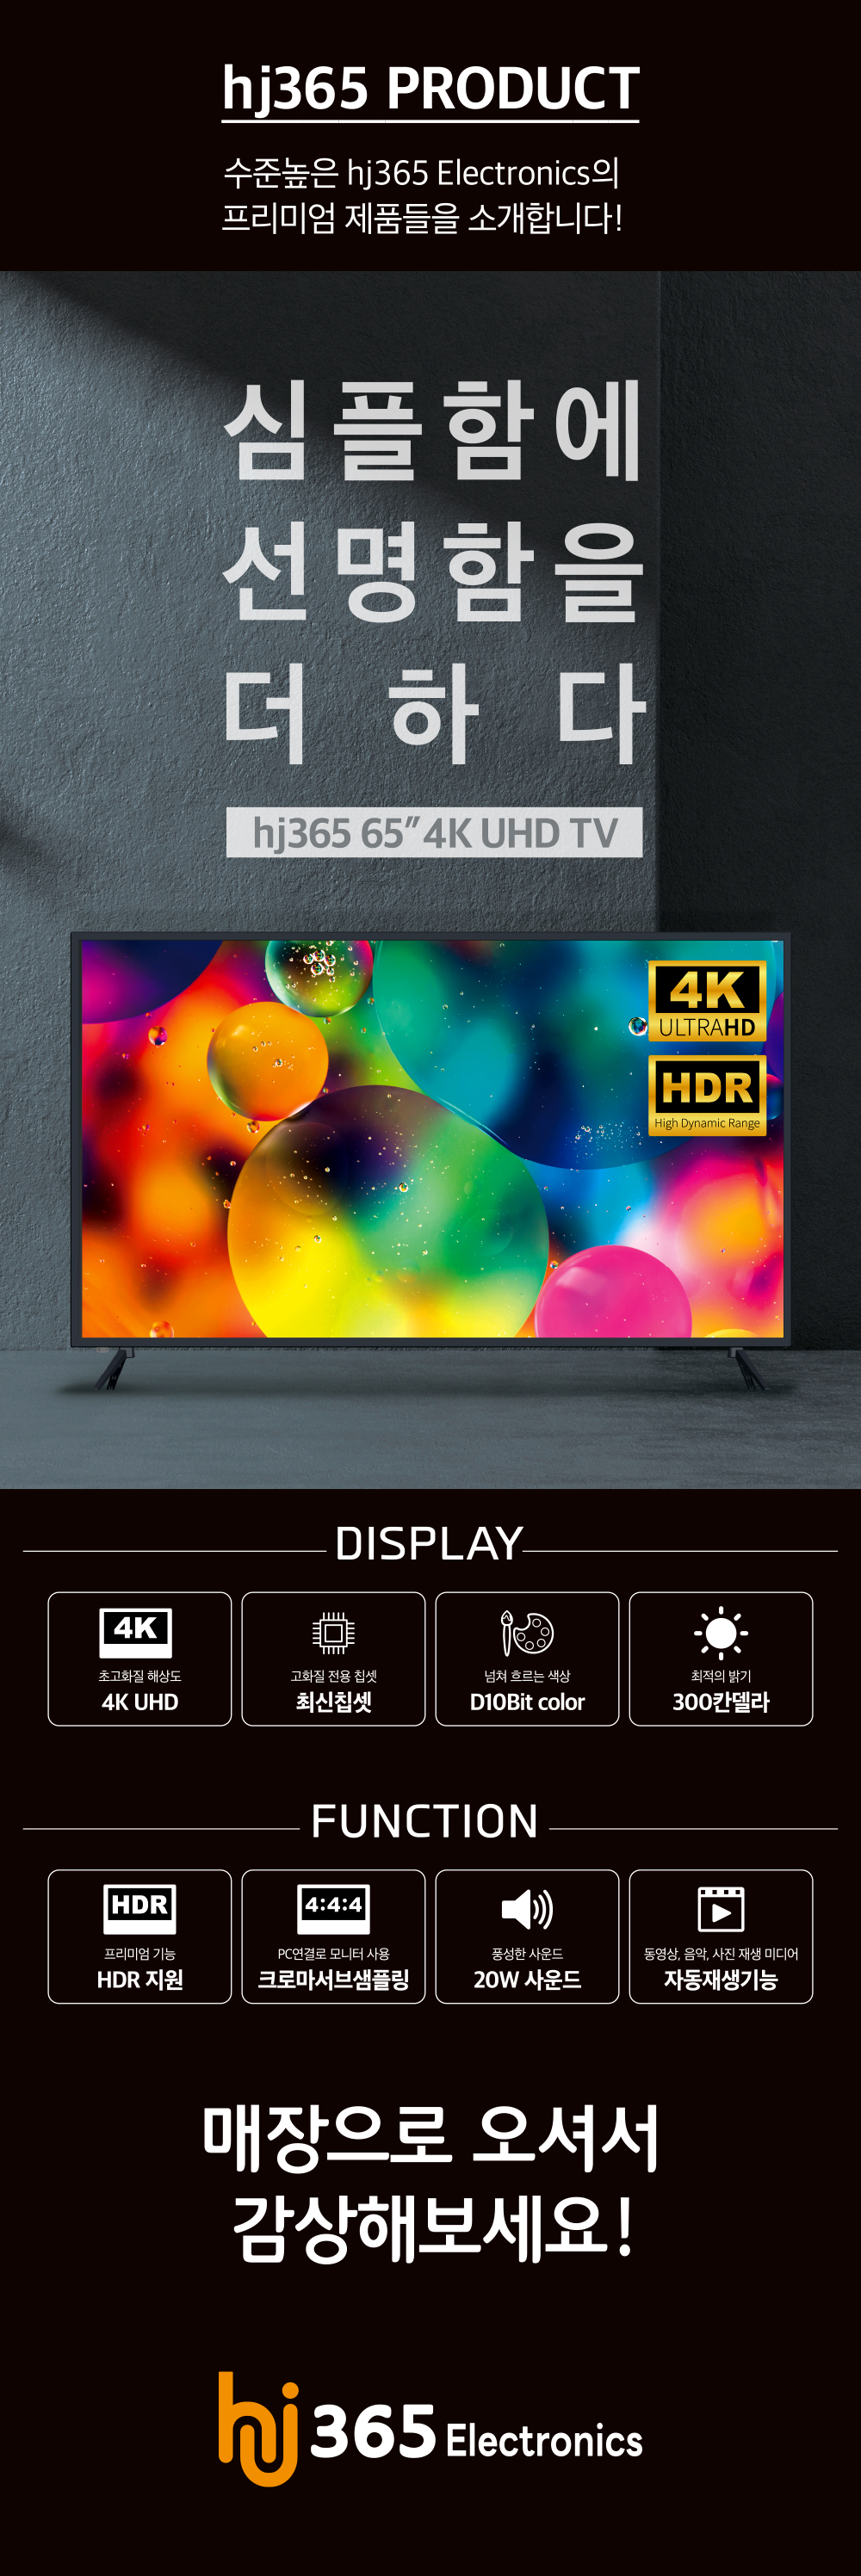 hj365 PRODUCT
수준높은 hj365 Electronics의
프리미엄 제품들을 소개합니다!
심플함에
선명함을
더 하 다
hj365 65″ 4K UHD TV
4K
ULTRAHD
HDR
High Dynamic Range
DISPLAY
4K
초고화질 해상도
4K UHD
고화질 전용 칩셋
최신칩셋
넘쳐 흐르는 색상
D10Bit color
최적의 밝기
300칸델라
FUNCTION
HDR
프리미엄 기능
HDR 지원
4:4:4
PC연결로 모니터 사용
크로마서브샘플링
풍성한 사운드
20W 사운드
동영상, 음악, 사진 재생 미디어
자동재생기능
매장으로 오셔서
감상해보세요!
hj 365 Electronics